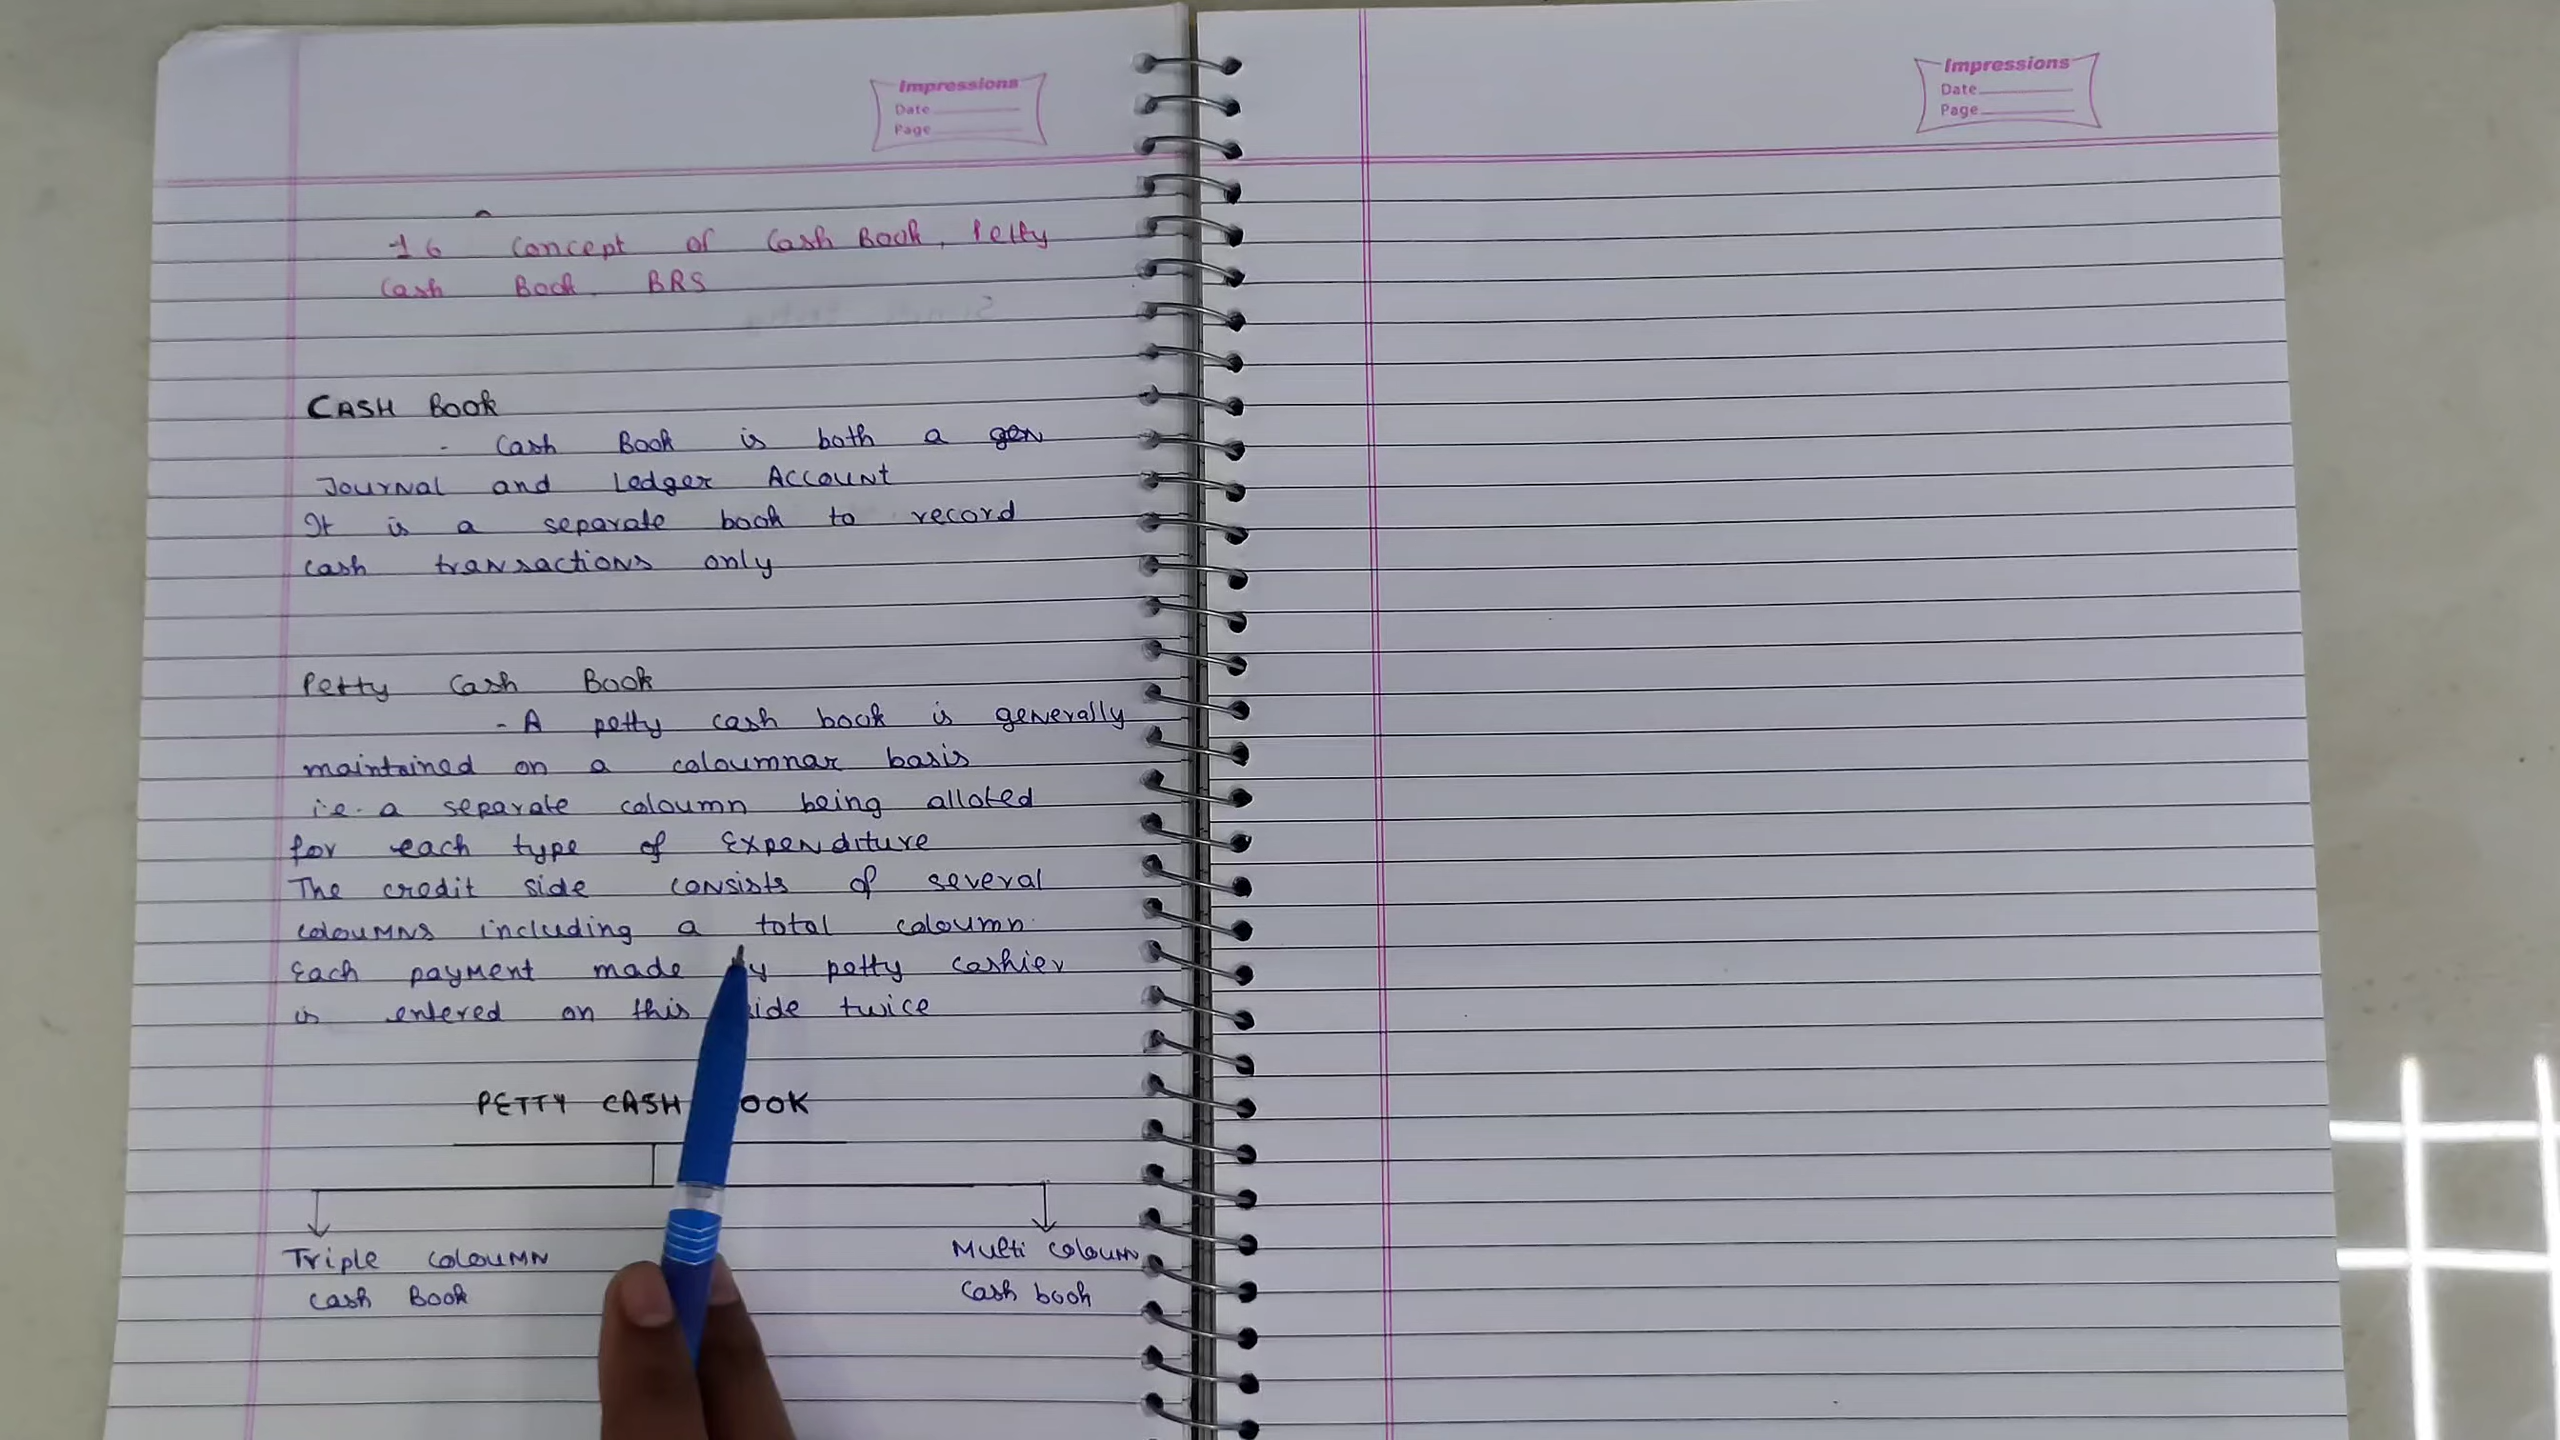 Impressions
Date
Page
16 Concept of Cash Book, Petty
Cash Book BRS
CASH BOOK
- Cash Book is both a
Journal and Ledger Account
It is a separate book to record
cash transactions only
Petty Cash Book
- A petty cash book is generally
maintained on a coloumnar basis
i.e. a separate coloumn being alloted
for each type of Expenditure
The credit side consists of several
coloumns including a total coloumn.
Each payment made by petty cashier
is entered on this side twice
PETTY CASH OOK
Triple coloumn
Cash Book
Multi coloumn
Cash book
Impressions
Date
Page